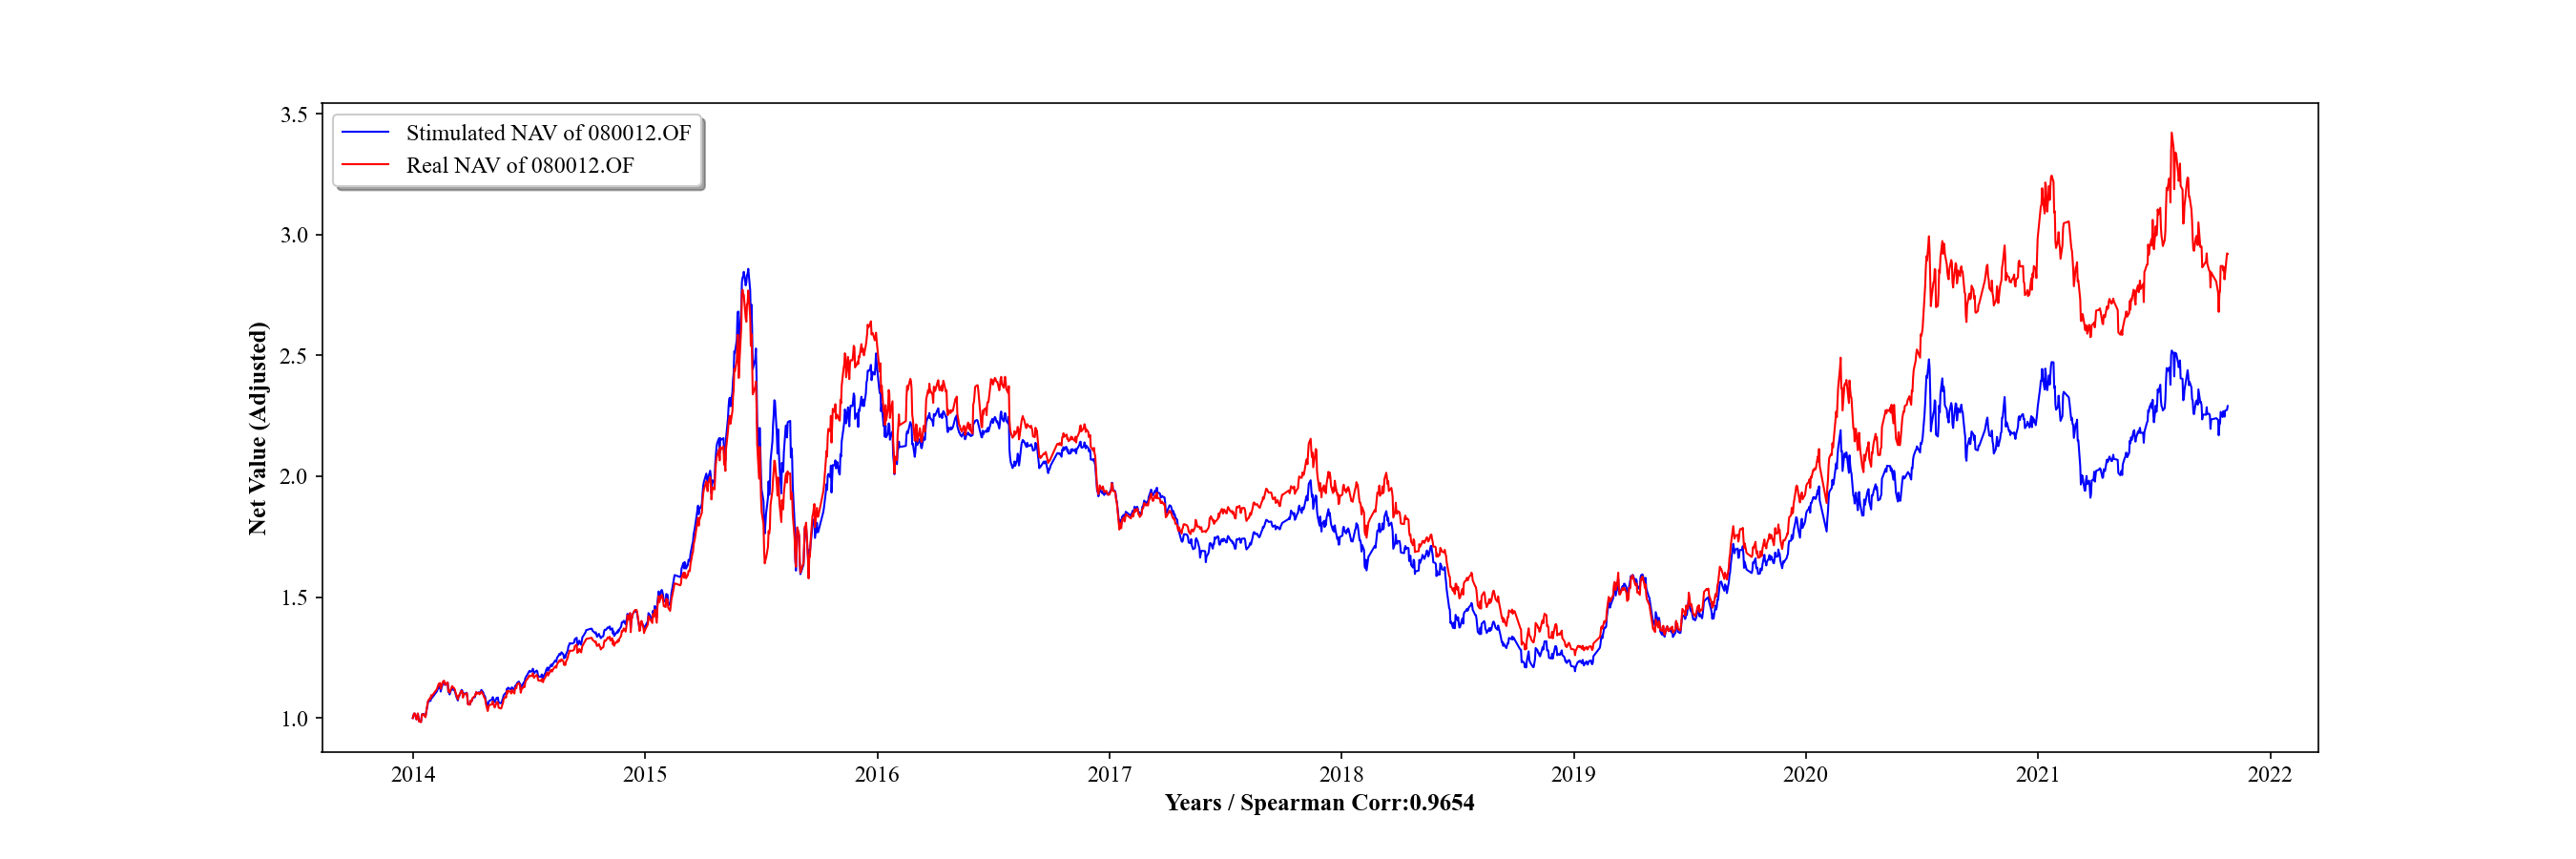 3.5
3.0
2.5
2.0
1.5
1.0
Net Value (Adjusted)
Stimulated NAV of 080012.OF
Real NAV of 080012.OF
2014 2015 2016 2017 2018 2019 2020 2021 2022
Years / Spearman Corr:0.9654